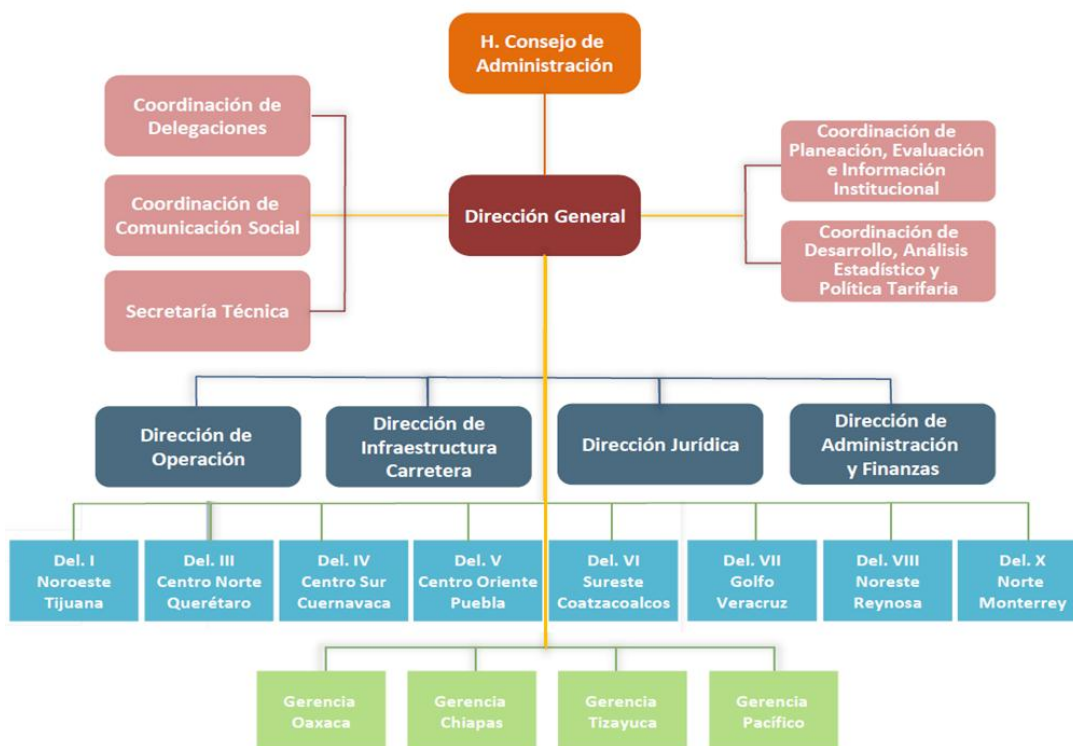 H. Consejo de
Administración
Coordinación de
Delegaciones
Coordinación de
Comunicación Social
Secretaría Técnica
Dirección General
Coordinación de
Planeación, Evaluación
e Información
Institucional
Coordinación de
Desarrollo, Análisis
Estadístico y
Política Tarifaria
Dirección de
Operación
Dirección de
Infraestructura
Carretera
Dirección Jurídica
Dirección de
Administración
y Finanzas
Del. I
Noroeste
Tijuana
Del. III
Centro Norte
Querétaro
Del. IV
Centro Sur
Cuernavaca
Del. V
Centro Oriente
Puebla
Del. VI
Sureste
Coatzacoalcos
Del. VII
Golfo
Veracruz
Del. VIII
Noreste
Reynosa
Del. X
Norte
Monterrey
Gerencia
Oaxaca
Gerencia
Chiapas
Gerencia
Tizayuca
Gerencia
Pacífico